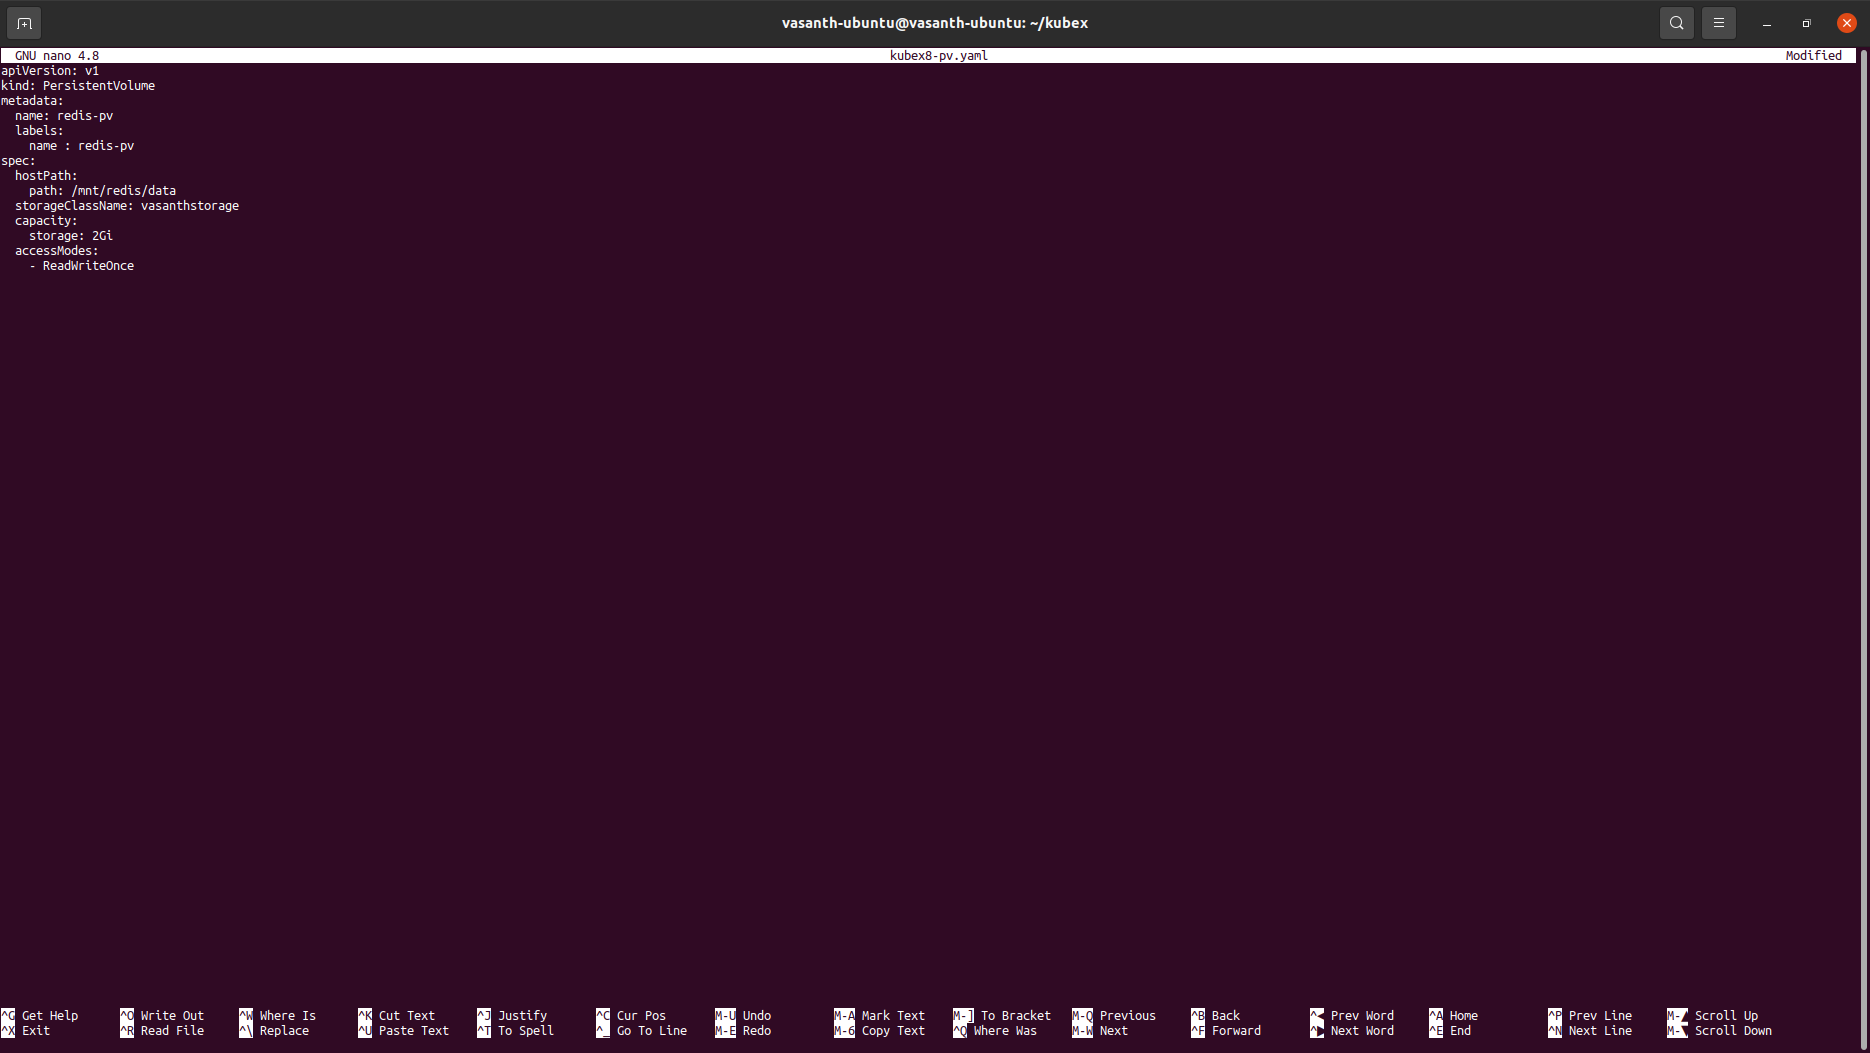 vasanth-ubuntu@vasanth-ubuntu: ~/kubex
GNU nano 4.8 kubex8-pv.yaml Modified
apiVersion: v1
kind: PersistentVolume
metadata:
  name: redis-pv
  labels:
    name : redis-pv
spec:
  hostPath:
    path: /mnt/redis/data
  storageClassName: vasanthstorage
  capacity:
    storage: 2Gi
  accessModes:
    - ReadWriteOnce
^G Get Help ^O Write Out ^W Where Is ^K Cut Text ^J Justify ^C Cur Pos M-U Undo M-A Mark Text M-] To Bracket M-Q Previous ^B Back ^◀ Prev Word ^A Home ^P Prev Line M-▲ Scroll Up
^X Exit ^R Read File ^\ Replace ^U Paste Text ^T To Spell ^_ Go To Line M-E Redo M-6 Copy Text ^Q Where Was M-W Next ^F Forward ^▶ Next Word ^E End ^N Next Line M-▼ Scroll Down